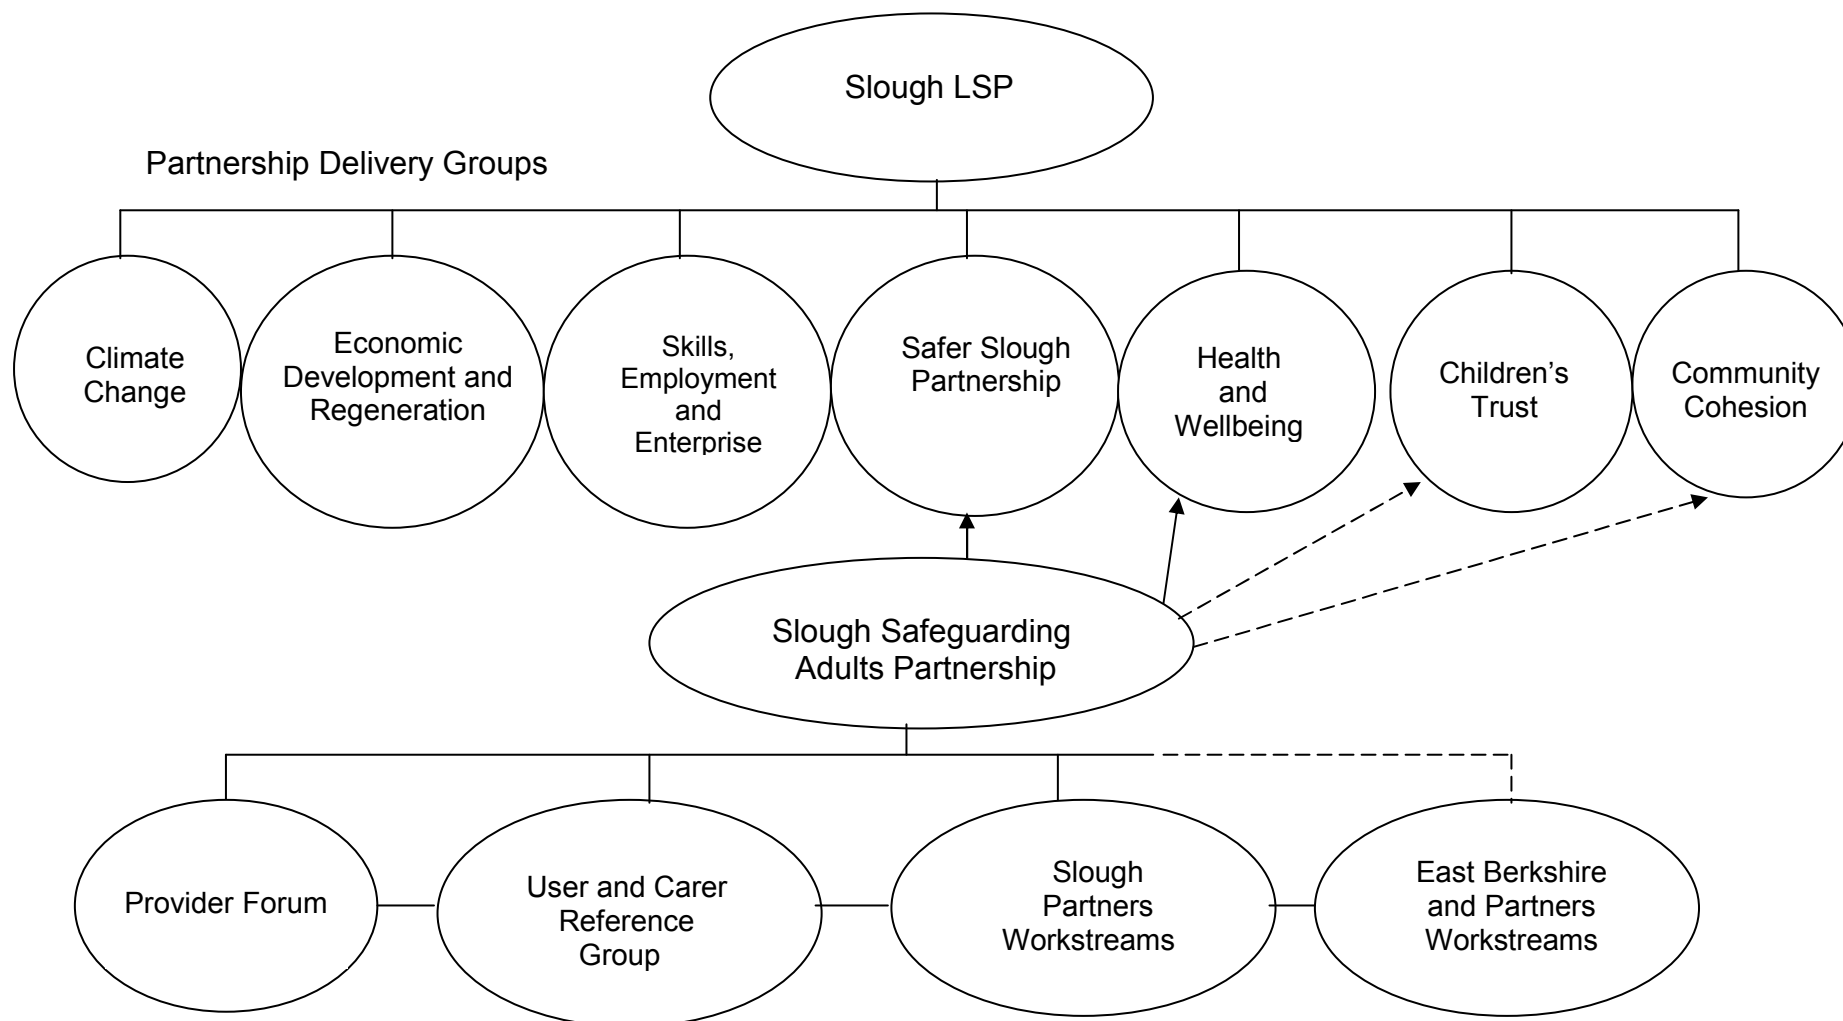 Slough LSP
Partnership Delivery Groups
Climate
Change
Economic
Development and
Regeneration
Skills,
Employment
and
Enterprise
Safer Slough
Partnership
Health
and
Wellbeing
Children’s
Trust
Community
Cohesion
Slough Safeguarding
Adults Partnership
Provider Forum
User and Carer
Reference
Group
Slough
Partners
Workstreams
East Berkshire
and Partners
Workstreams